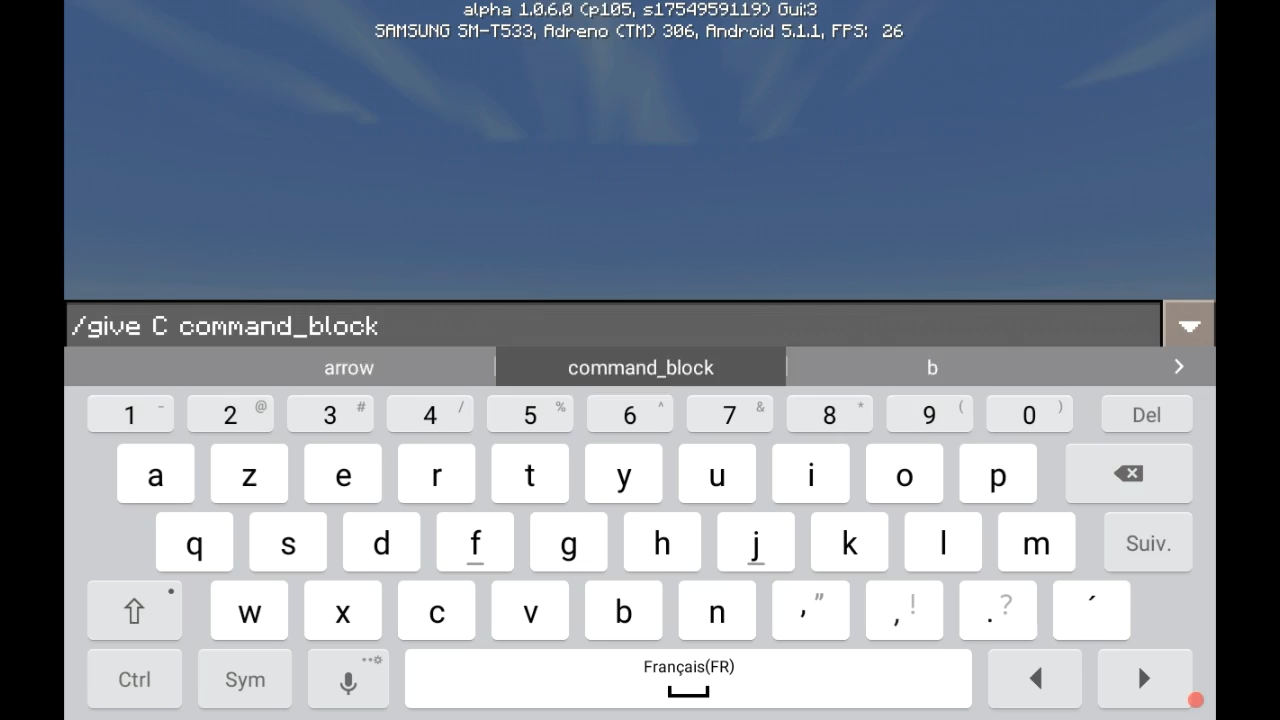 alpha 1.0.6.0 (p105, s1754959119) Gui:3
SAMSUNG SM-T533, Adreno (TM) 306, Android 5.1.1, FPS: 26
/give C command_block
arrow command_block b >
1 - 2 @ 3 # 4 / 5 % 6 ^ 7 & 8 * 9 ( 0 ) Del
a z e r t y u i o p
q s d f g h j k l m Suiv.
w x c v b n ' " , ! . ? ´
Ctrl Sym Français(FR)